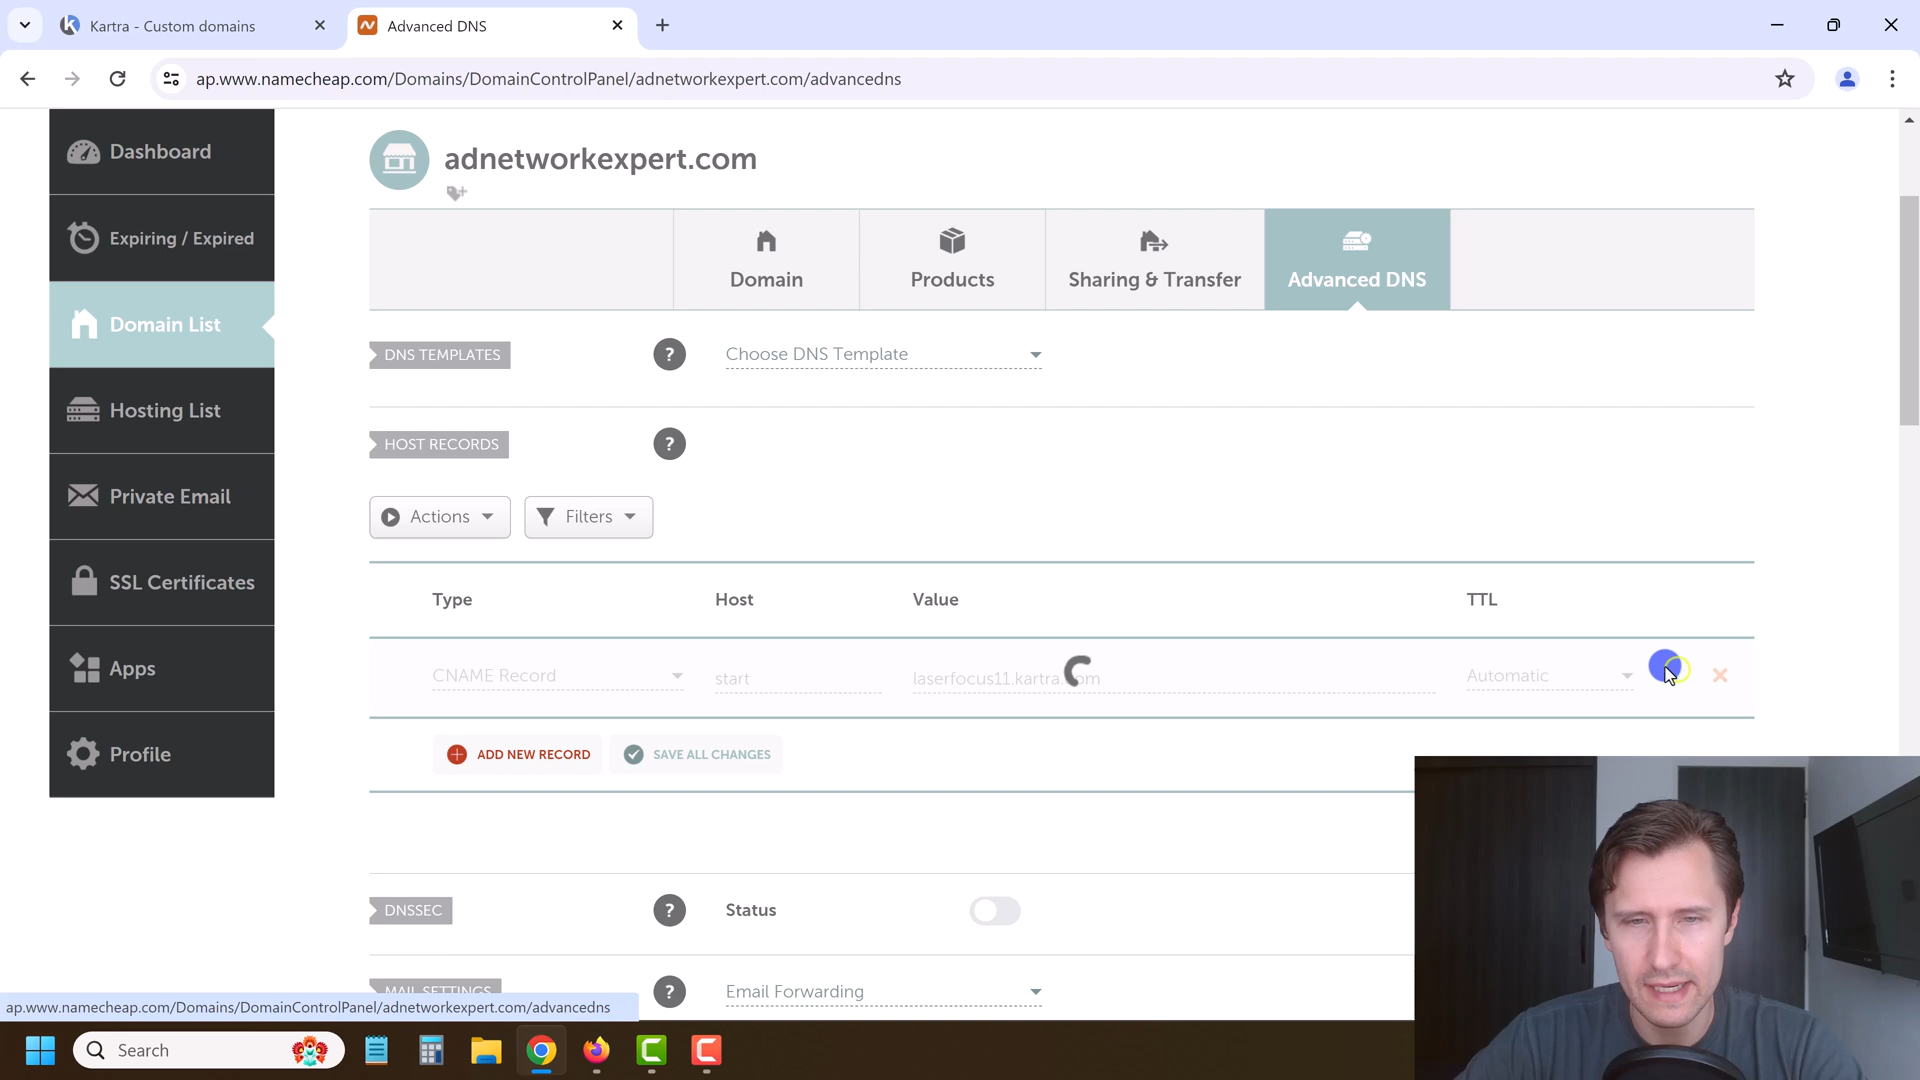 Kartra - Custom domains
Advanced DNS
ap.www.namecheap.com/Domains/DomainControlPanel/adnetworkexpert.com/advancedns
Dashboard
Expiring / Expired
Domain List
Hosting List
Private Email
SSL Certificates
Apps
Profile
adnetworkexpert.com
Domain
Products
Sharing & Transfer
Advanced DNS
DNS TEMPLATES
?
Choose DNS Template
HOST RECORDS
?
Actions
Filters
Type
Host
Value
TTL
CNAME Record
start
laserfocus11.kartra.com
Automatic
ADD NEW RECORD
SAVE ALL CHANGES
DNSSEC
?
Status
MAIL SETTINGS
?
Email Forwarding
ap.www.namecheap.com/Domains/DomainControlPanel/adnetworkexpert.com/advancedns
Search